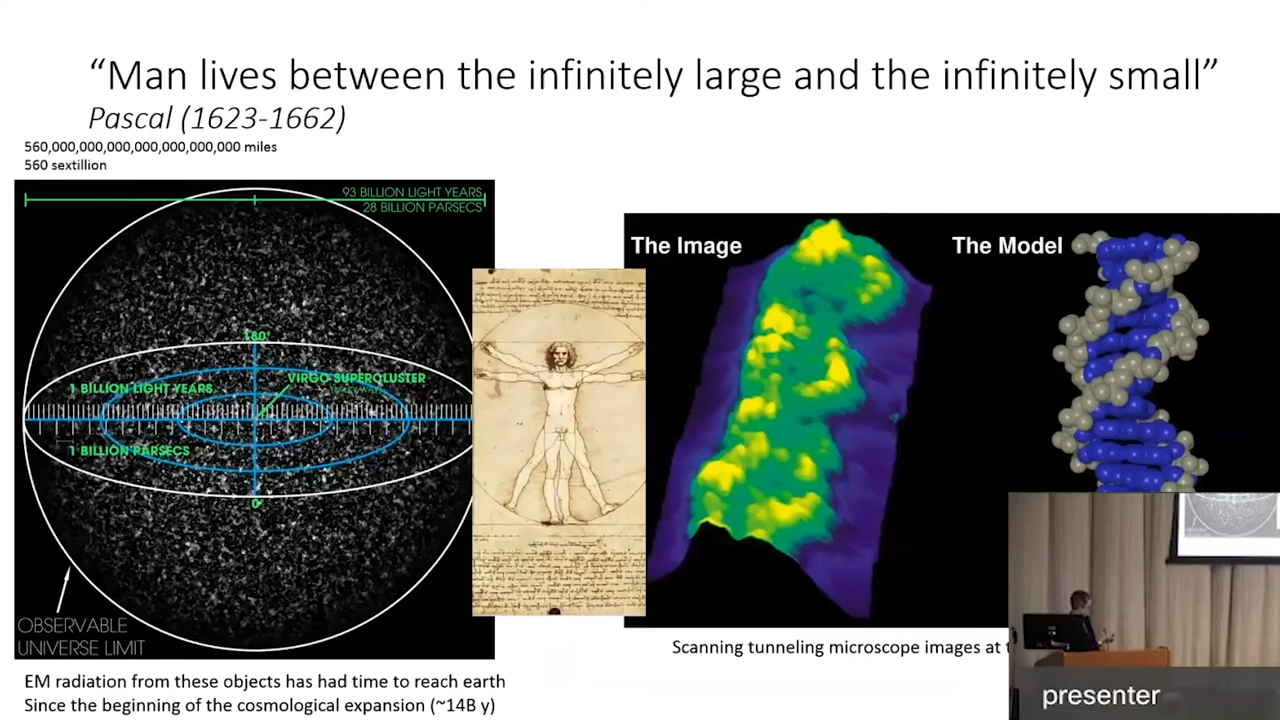 “Man lives between the infinitely large and the infinitely small”
Pascal (1623-1662)
560,000,000,000,000,000,000,000 miles
560 sextillion
93 BILLION LIGHT YEARS
28 BILLION PARSECS
180°
1 BILLION LIGHT YEARS
VIRGO SUPERCLUSTER
1 BILLION PARSECS
0°
OBSERVABLE
UNIVERSE LIMIT
EM radiation from these objects has had time to reach earth
Since the beginning of the cosmological expansion (~14B y)
The Image
The Model
Scanning tunneling microscope images at
presenter